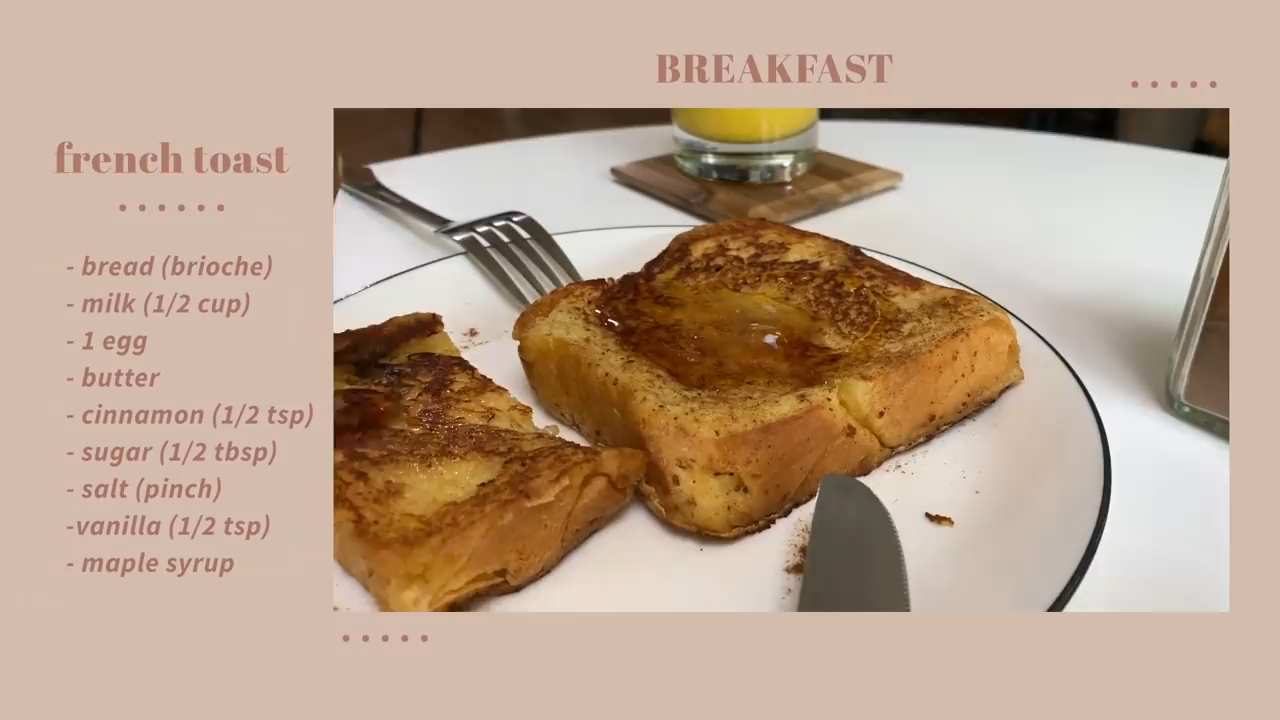 BREAKFAST
french toast
- bread (brioche)
- milk (1/2 cup)
- 1 egg
- butter
- cinnamon (1/2 tsp)
- sugar (1/2 tbsp)
- salt (pinch)
-vanilla (1/2 tsp)
- maple syrup